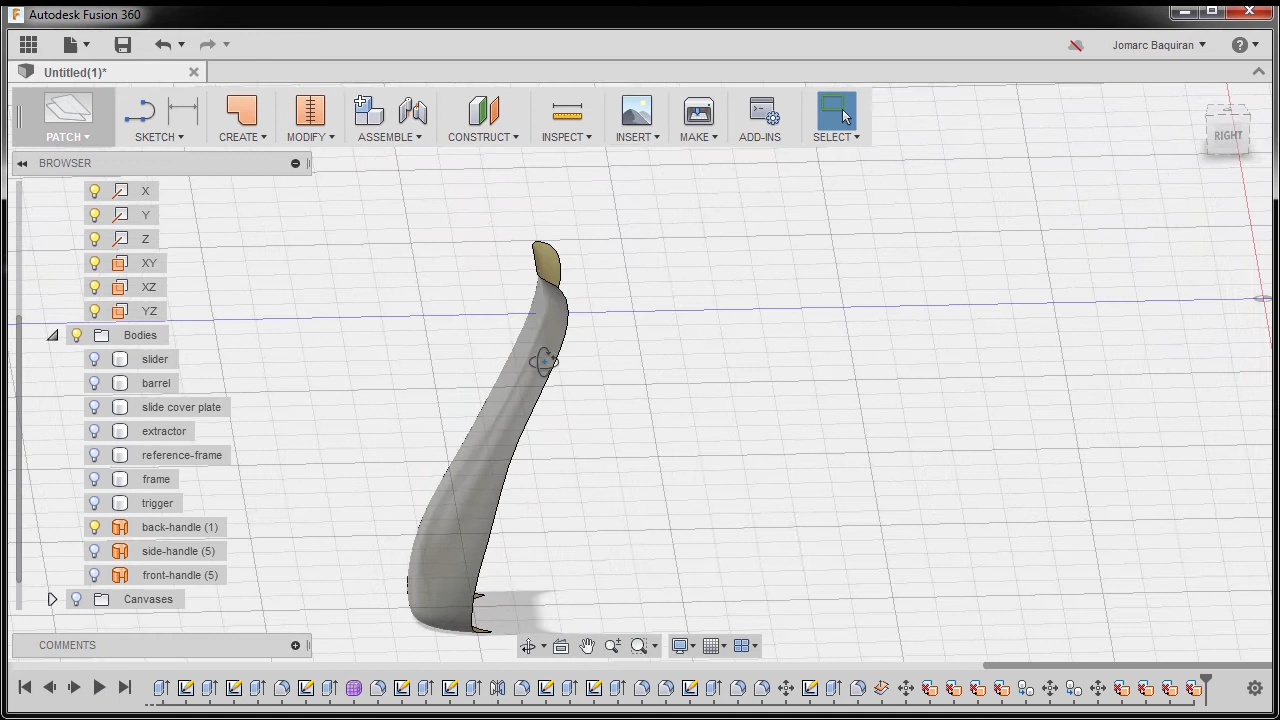 Autodesk Fusion 360
Jomarc Baquiran
Untitled(1)*
PATCH SKETCH CREATE MODIFY ASSEMBLE CONSTRUCT INSPECT INSERT MAKE ADD-INS SELECT
RIGHT
BROWSER
X
Y
Z
XY
XZ
YZ
Bodies
slider
barrel
slide cover plate
extractor
reference-frame
frame
trigger
back-handle (1)
side-handle (5)
front-handle (5)
Canvases
COMMENTS